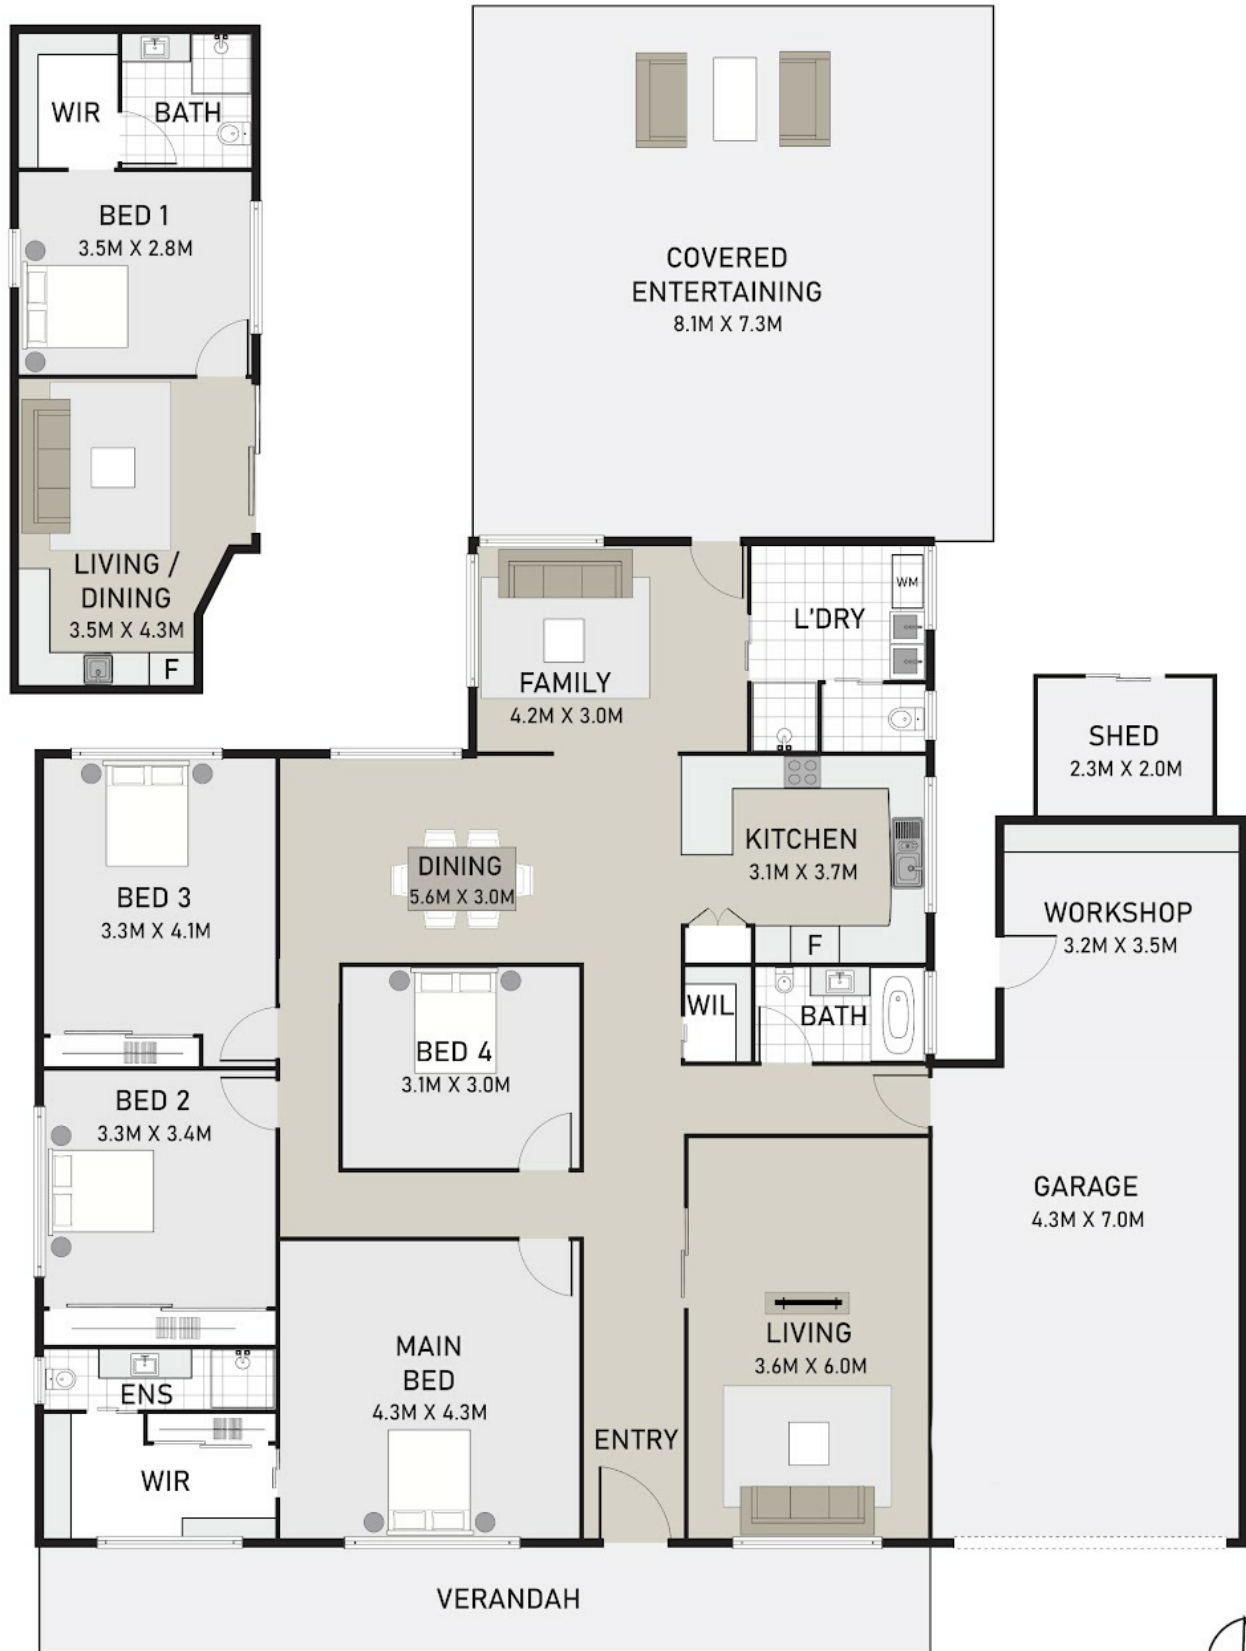 WIR
BATH
BED 1
3.5M X 2.8M
LIVING /
DINING
3.5M X 4.3M
F
COVERED
ENTERTAINING
8.1M X 7.3M
WM
L'DRY
FAMILY
4.2M X 3.0M
SHED
2.3M X 2.0M
KITCHEN
3.1M X 3.7M
F
DINING
5.6M X 3.0M
BED 3
3.3M X 4.1M
WORKSHOP
3.2M X 3.5M
WIL
BATH
BED 4
3.1M X 3.0M
BED 2
3.3M X 3.4M
GARAGE
4.3M X 7.0M
LIVING
3.6M X 6.0M
MAIN
BED
4.3M X 4.3M
ENS
ENTRY
WIR
VERANDAH